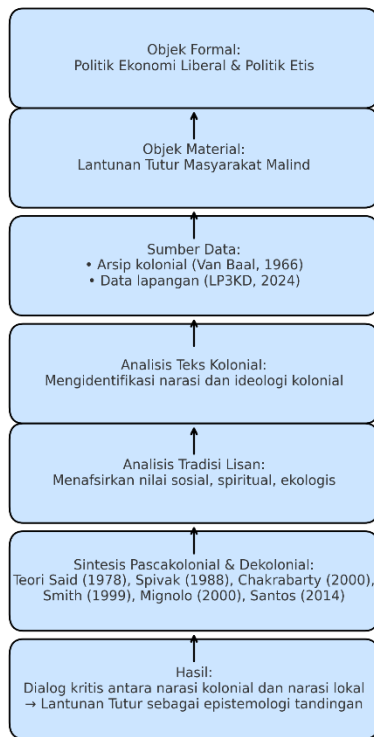 Objek Formal:
Politik Ekonomi Liberal & Politik Etis
Objek Material:
Lantunan Tutur Masyarakat Malind
Sumber Data:
• Arsip kolonial (Van Baal, 1966)
• Data lapangan (LP3KD, 2024)
Analisis Teks Kolonial:
Mengidentifikasi narasi dan ideologi kolonial
Analisis Tradisi Lisan:
Menafsirkan nilai sosial, spiritual, ekologis
Sintesis Pascakolonial & Dekolonial:
Teori Said (1978), Spivak (1988), Chakrabarty (2000),
Smith (1999), Mignolo (2000), Santos (2014)
Hasil:
Dialog kritis antara narasi kolonial dan narasi lokal
→ Lantunan Tutur sebagai epistemologi tandingan